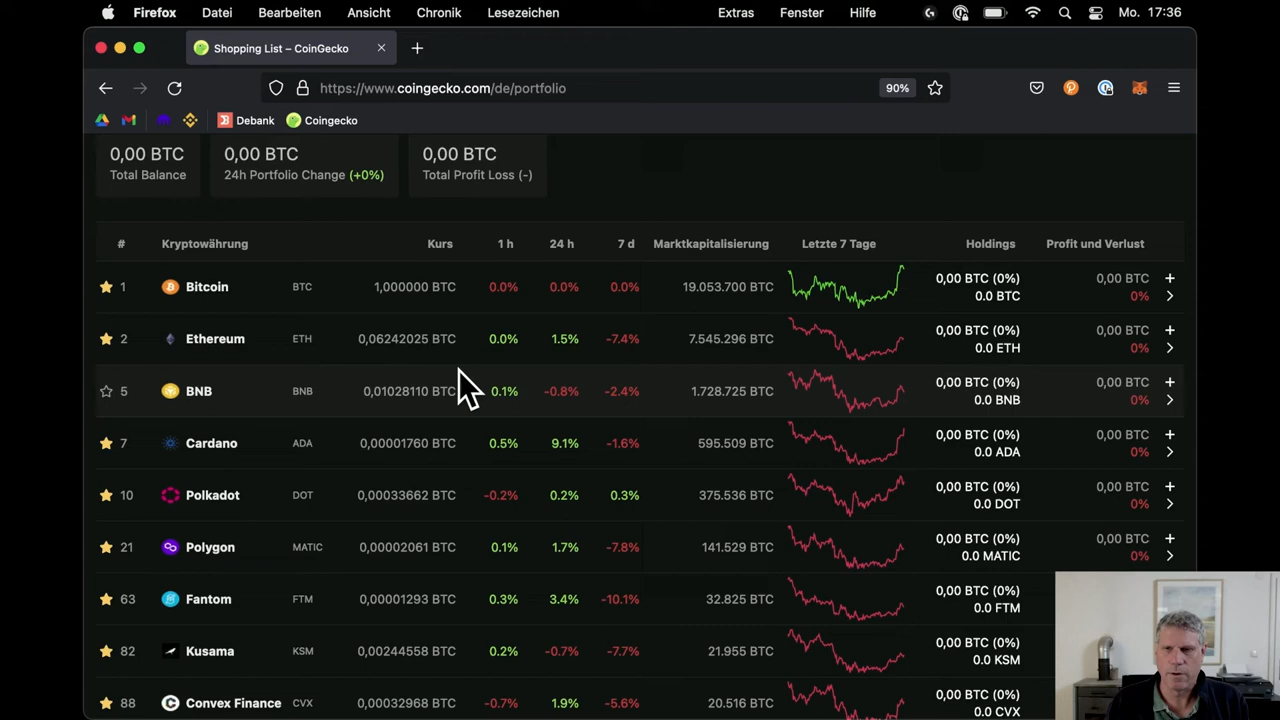 Firefox Datei Bearbeiten Ansicht Chronik Lesezeichen Extras Fenster Hilfe Mo. 17:36
Shopping List – CoinGecko
https://www.coingecko.com/de/portfolio 90%
Debank Coingecko
0,00 BTC 0,00 BTC 0,00 BTC
Total Balance 24h Portfolio Change (+0%) Total Profit Loss (-)
# Kryptowährung Kurs 1 h 24 h 7 d Marktkapitalisierung Letzte 7 Tage Holdings Profit und Verlust
0,00 BTC (0%) 0,00 BTC +
1 Bitcoin BTC 1,000000 BTC 0.0% 0.0% 0.0% 19.053.700 BTC
0.0 BTC 0%
0,00 BTC (0%) 0,00 BTC +
2 Ethereum ETH 0,06242025 BTC 0.0% 1.5% -7.4% 7.545.296 BTC
0.0 ETH 0%
0,00 BTC (0%) 0,00 BTC +
5 BNB BNB 0,01028110 BTC 0.1% -0.8% -2.4% 1.728.725 BTC
0.0 BNB 0%
0,00 BTC (0%) 0,00 BTC +
7 Cardano ADA 0,00001760 BTC 0.5% 9.1% -1.6% 595.509 BTC
0.0 ADA 0%
0,00 BTC (0%) 0,00 BTC +
10 Polkadot DOT 0,00033662 BTC -0.2% 0.2% 0.3% 375.536 BTC
0.0 DOT 0%
0,00 BTC (0%) 0,00 BTC +
21 Polygon MATIC 0,00002061 BTC 0.1% 1.7% -7.8% 141.529 BTC
0.0 MATIC 0%
0,00 BTC (0%)
63 Fantom FTM 0,00001293 BTC 0.3% 3.4% -10.1% 32.825 BTC
0.0 FTM
0,00 BTC (0%)
82 Kusama KSM 0,00244558 BTC 0.2% -0.7% -7.7% 21.955 BTC
0.0 KSM
0,00 BTC (0%)
88 Convex Finance CVX 0,00032968 BTC -0.7% 1.9% -5.6% 20.516 BTC
0.0 CVX